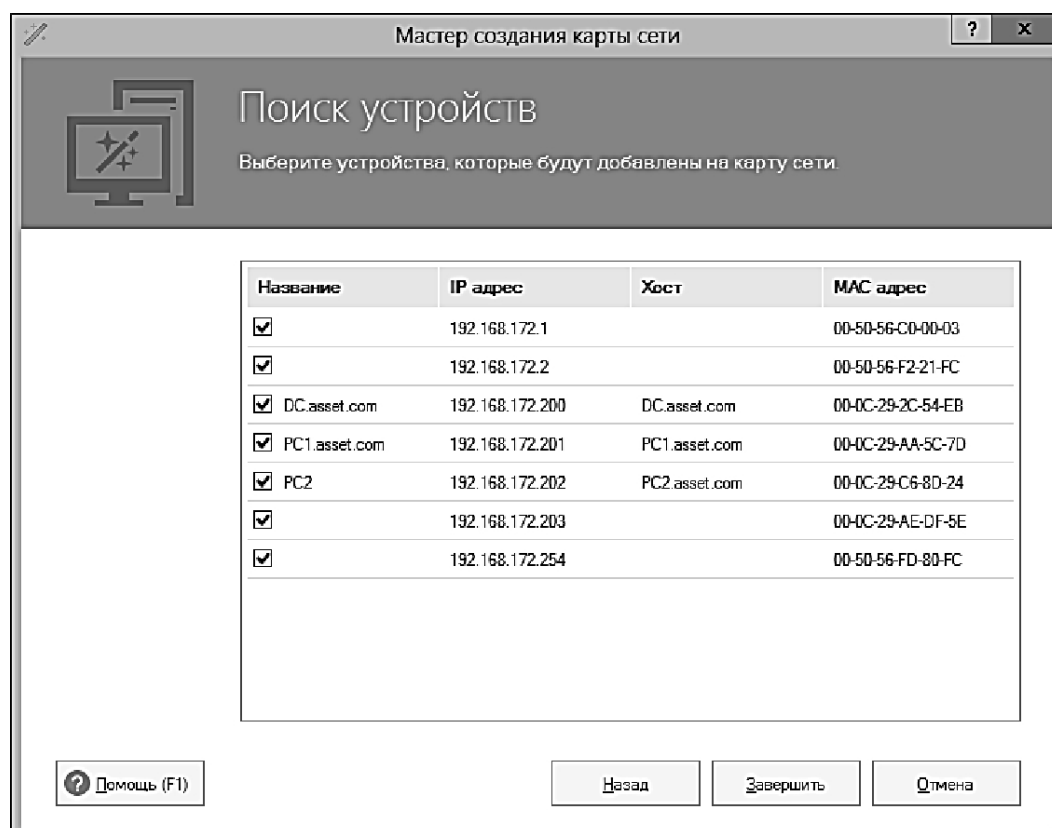 Мастер создания карты сети ? x
Поиск устройств
Выберите устройства, которые будут добавлены на карту сети.
Название IP адрес Хост MAC адрес
192.168.172.1 00-50-56-C0-00-03
192.168.172.2 00-50-56-F2-21-FC
DC.asset.com 192.168.172.200 DC.asset.com 00-0C-29-2C-54-EB
PC1.asset.com 192.168.172.201 PC1.asset.com 00-0C-29-AA-5C-7D
PC2 192.168.172.202 PC2.asset.com 00-0C-29-C6-8D-24
192.168.172.203 00-0C-29-AE-DF-5E
192.168.172.254 00-50-56-FD-80-FC
? Помощь (F1) Назад Завершить Отмена